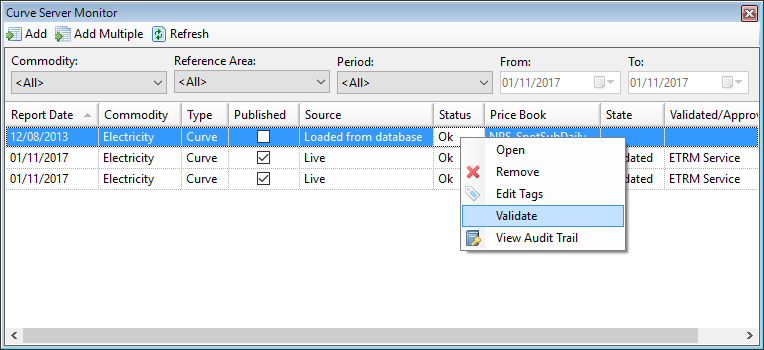 Curve Server Monitor
Add Add Multiple Refresh
Commodity: Reference Area: Period: From: To:
<All> <All> <All> 01/11/2017 01/11/2017
Report Date Commodity Type Published Source Status Price Book State Validated/Approv
12/08/2013 Electricity Curve Loaded from database Ok NPS_SpotSubDaily
Open
01/11/2017 Electricity Curve Live Ok dated ETRM Service
Remove
01/11/2017 Electricity Curve Live Ok dated ETRM Service
Edit Tags
Validate
View Audit Trail